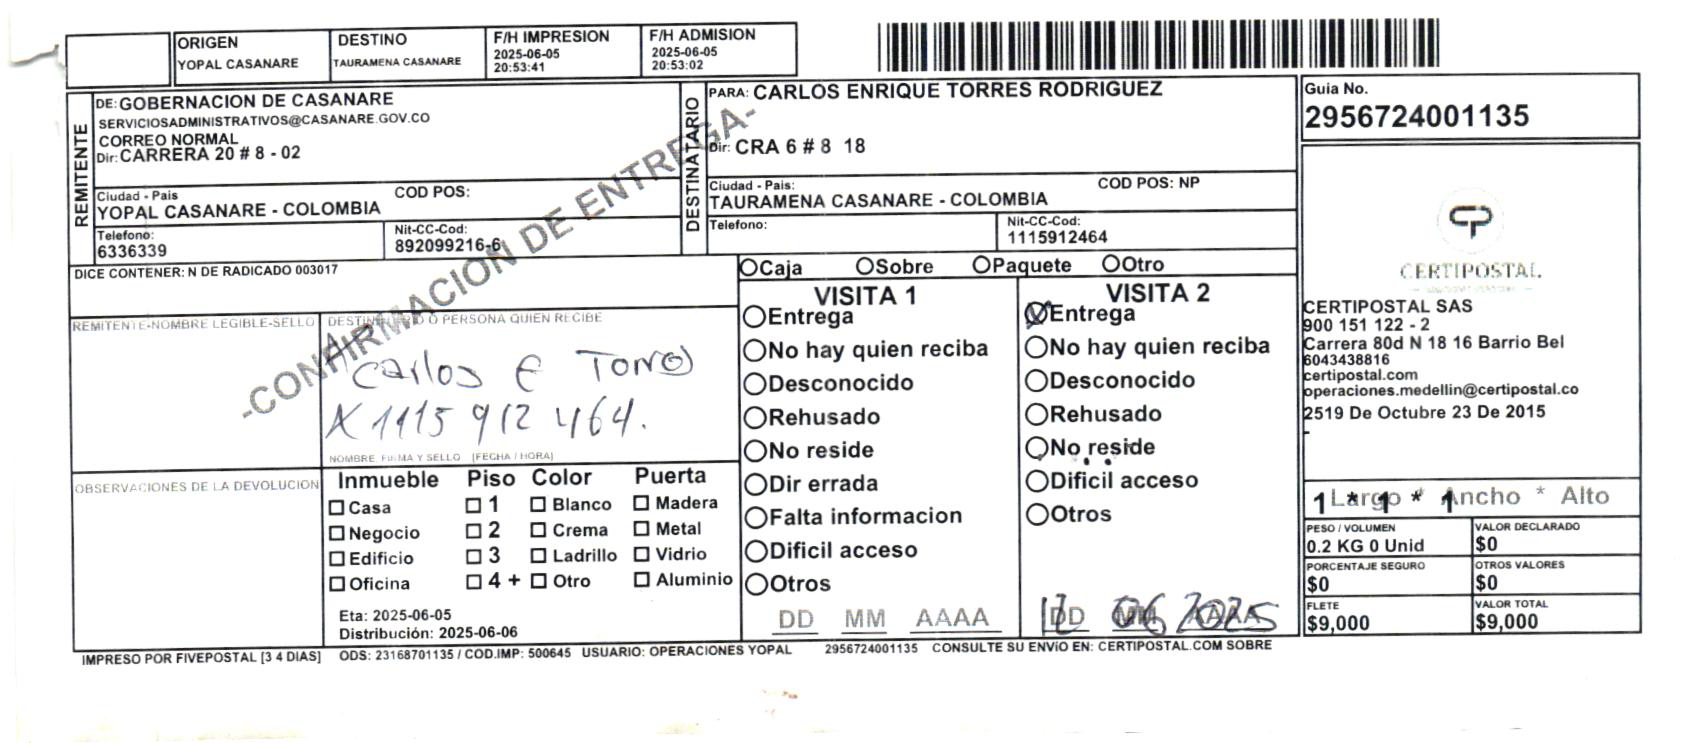 ORIGEN
YOPAL CASANARE
DESTINO
TAURAMENA CASANARE
F/H IMPRESION
2025-06-05
20:53:41
F/H ADMISION
2025-06-05
20:53:02
REMITENTE
DE: GOBERNACION DE CASANARE
SERVICIOSADMINISTRATIVOS@CASANARE.GOV.CO
CORREO NORMAL
Dir: CARRERA 20 # 8 - 02
Ciudad - Pais
COD POS:
YOPAL CASANARE - COLOMBIA
Telefono:
6336339
Nit-CC-Cod:
892099216-6
DESTINATARIO
PARA: CARLOS ENRIQUE TORRES RODRIGUEZ
Dir: CRA 6 # 8 18
Ciudad - Pais:
COD POS: NP
TAURAMENA CASANARE - COLOMBIA
Telefono:
Nit-CC-Cod:
1115912464
Guia No.
2956724001135
CERTIPOSTAL
CERTIPOSTAL SAS
900 151 122 - 2
Carrera 80d N 18 16 Barrio Bel
6043438816
certipostal.com
operaciones.medellin@certipostal.co
2519 De Octubre 23 De 2015
-
DICE CONTENER: N DE RADICADO 003017
-CONFIRMACION DE ENTREGA-
REMITENTE-NOMBRE LEGIBLE-SELLO
DESTINATARIO O PERSONA QUIEN RECIBE
Carlos E Torres
X 1115 912 464.
NOMBRE FIRMA Y SELLO [FECHA / HORA]
OBSERVACIONES DE LA DEVOLUCION
Inmueble Piso Color Puerta
Casa 1 Blanco Madera
Negocio 2 Crema Metal
Edificio 3 Ladrillo Vidrio
Oficina 4 + Otro Aluminio
Eta: 2025-06-05
Distribución: 2025-06-06
Caja Sobre Paquete Otro
VISITA 1
Entrega
No hay quien reciba
Desconocido
Rehusado
No reside
Dir errada
Falta informacion
Dificil acceso
Otros
DD MM AAAA
VISITA 2
Entrega
No hay quien reciba
Desconocido
Rehusado
No reside
Dificil acceso
Otros
DD MM AAAA
06 2025
1 * 1 * 1
Largo * Ancho * Alto
PESO / VOLUMEN
0.2 KG 0 Unid
VALOR DECLARADO
$0
PORCENTAJE SEGURO
$0
OTROS VALORES
$0
FLETE
$9,000
VALOR TOTAL
$9,000
IMPRESO POR FIVEPOSTAL [3 4 DIAS] ODS: 23168701135 / COD.IMP: 500645 USUARIO: OPERACIONES YOPAL 2956724001135 CONSULTE SU ENVíO EN: CERTIPOSTAL.COM SOBRE